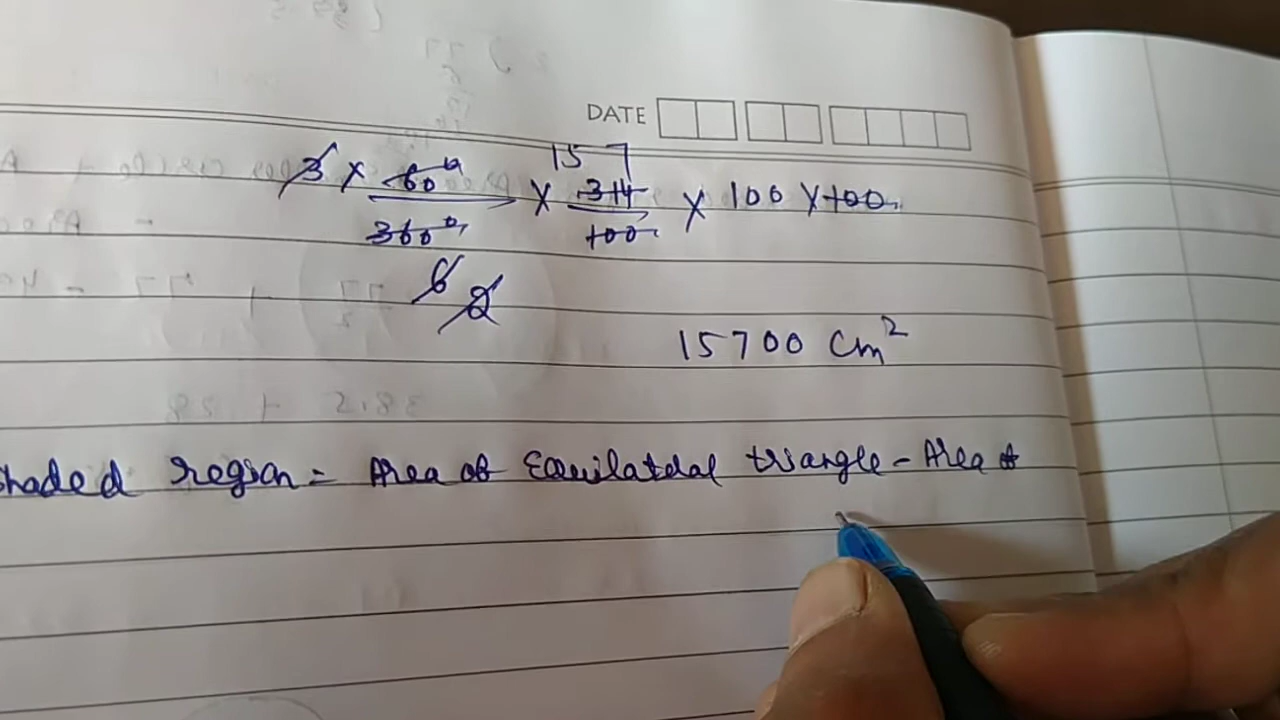 DATE
157
3 × 60° / 360° × 314 / 100 × 100 × 100
6 2
15700 cm²
shaded region = Area of Equilateral triangle - Area of